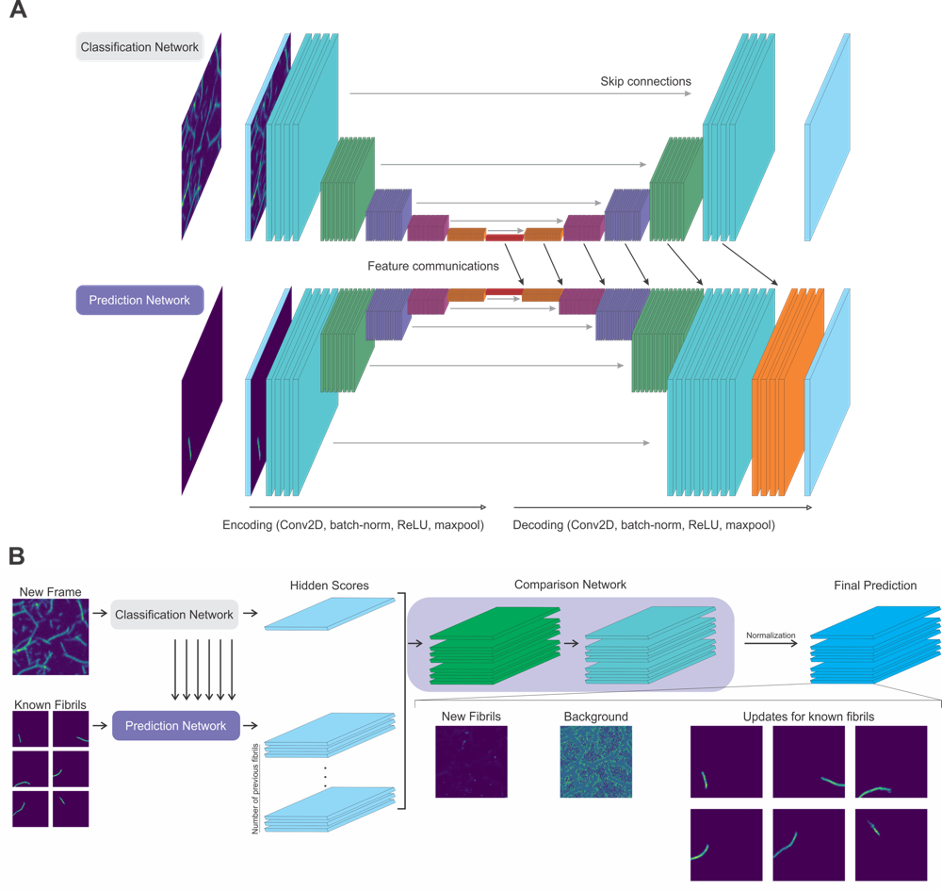 A
Classification Network
Skip connections
Feature communications
Prediction Network
Encoding (Conv2D, batch-norm, ReLU, maxpool)
Decoding (Conv2D, batch-norm, ReLU, maxpool)
B
New Frame
Classification Network
Hidden Scores
Comparison Network
Final Prediction
Normalization
Known Fibrils
Prediction Network
Number of previous fibrils
New Fibrils
Background
Updates for known fibrils